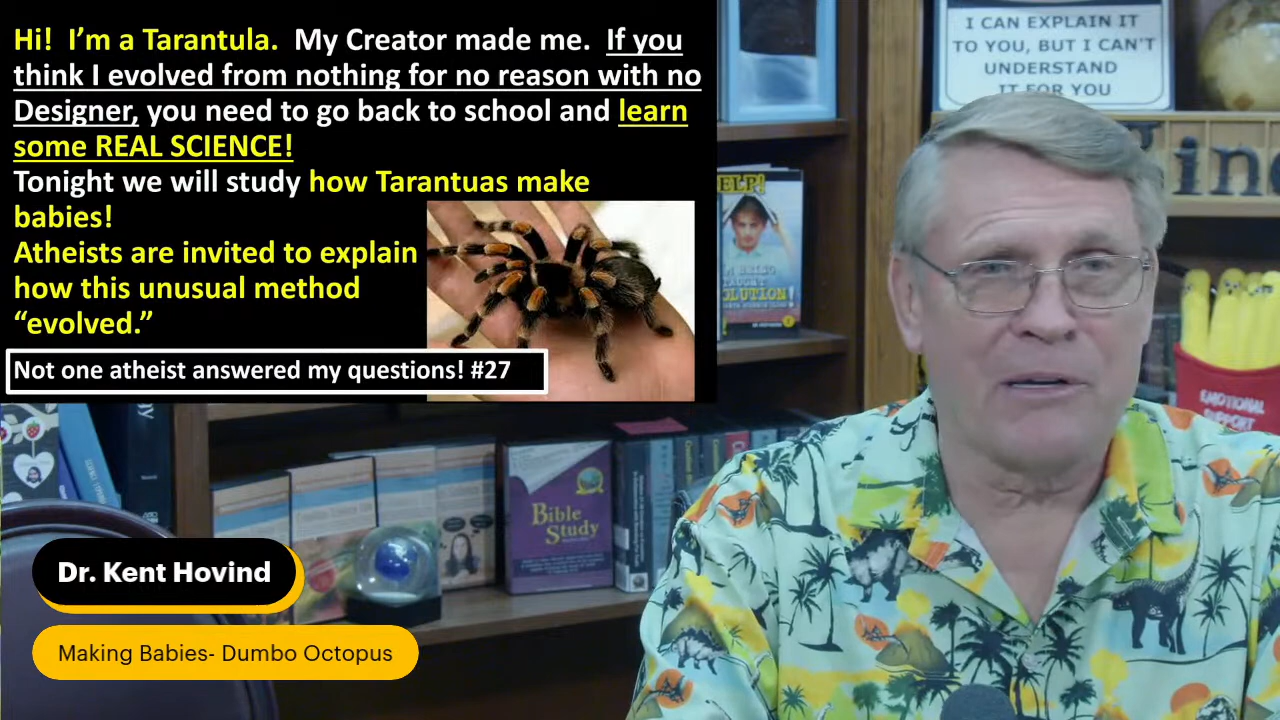 Hi! I'm a Tarantula. My Creator made me. If you
think I evolved from nothing for no reason with no
Designer, you need to go back to school and learn
some REAL SCIENCE!
Tonight we will study how Tarantuas make
babies!
Atheists are invited to explain
how this unusual method
“evolved.”
Not one atheist answered my questions! #27
I CAN EXPLAIN IT
TO YOU, BUT I CAN'T
UNDERSTAND
IT FOR YOU
EMOTIONAL
SUPPORT
Bible
Study
Dr. Kent Hovind
Making Babies- Dumbo Octopus